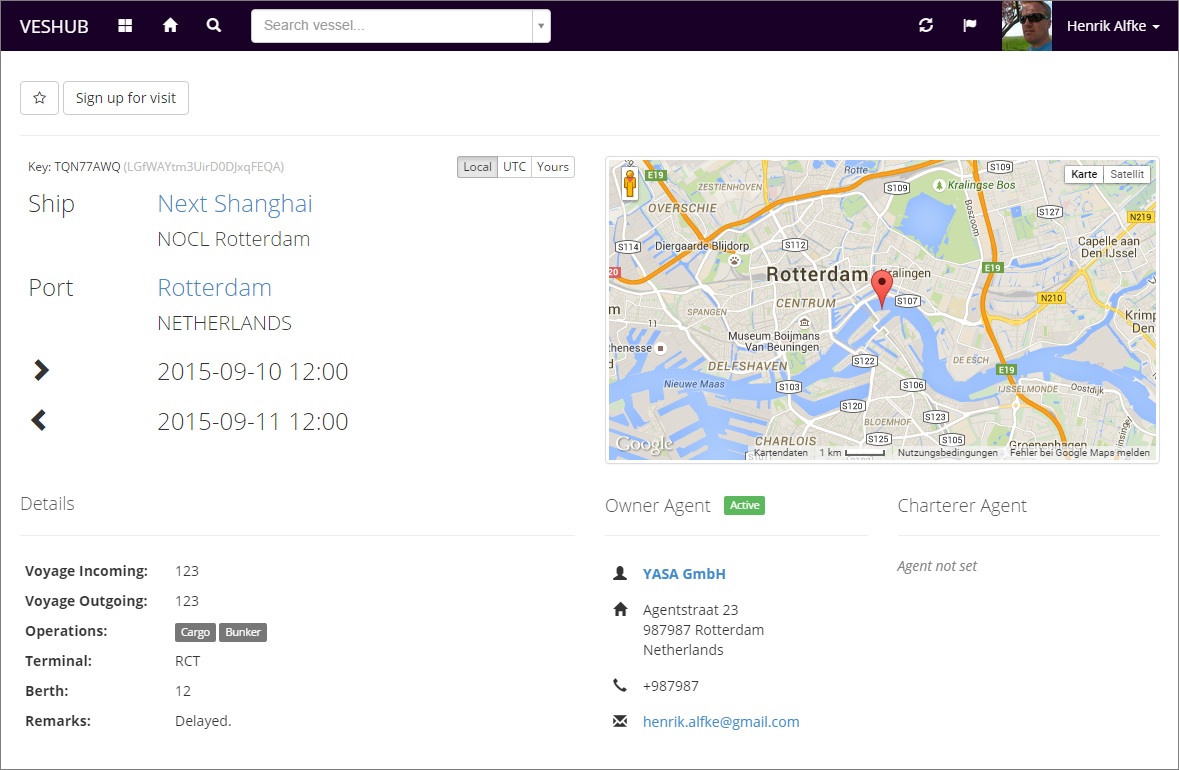 VESHUB
Search vessel...
Henrik Alfke
Sign up for visit
Key: TQN77AWQ (LGfWAYtm3UirD0DJxqFEQA)
Local UTC Yours
Ship Next Shanghai
NOCL Rotterdam
Port Rotterdam
NETHERLANDS
2015-09-10 12:00
2015-09-11 12:00
Karte Satellit
E19
Rotte
S109
ZESTIENHOVEN
S109
Kralingse Bos
OVERSCHIE
Boszoom
S127
N219
S114
Diergaarde Blijdorp
S112
Capelle aan
Den IJssel
20
Rotterdam
Kralingen
E19
CENTRUM
S107
N210
m
SPANGEN
11
Krimp
Den
Museum Boijmans
Van Beuningen
thenesse
DELFSHAVEN
S122
DE ESCH
E19
Nieuwe Maas
S103
S106
IJSSELMONDE
Oostdijk
S120
S123
BLOEMHOF
CHARLOIS
S125
S105
Groenenhagen
Google
Kartendaten
1 km
Nutzungsbedingungen
Fehler bei Google Maps melden
Details
Voyage Incoming: 123
Voyage Outgoing: 123
Operations: Cargo Bunker
Terminal: RCT
Berth: 12
Remarks: Delayed.
Owner Agent Active
YASA GmbH
Agentstraat 23
987987 Rotterdam
Netherlands
+987987
henrik.alfke@gmail.com
Charterer Agent
Agent not set